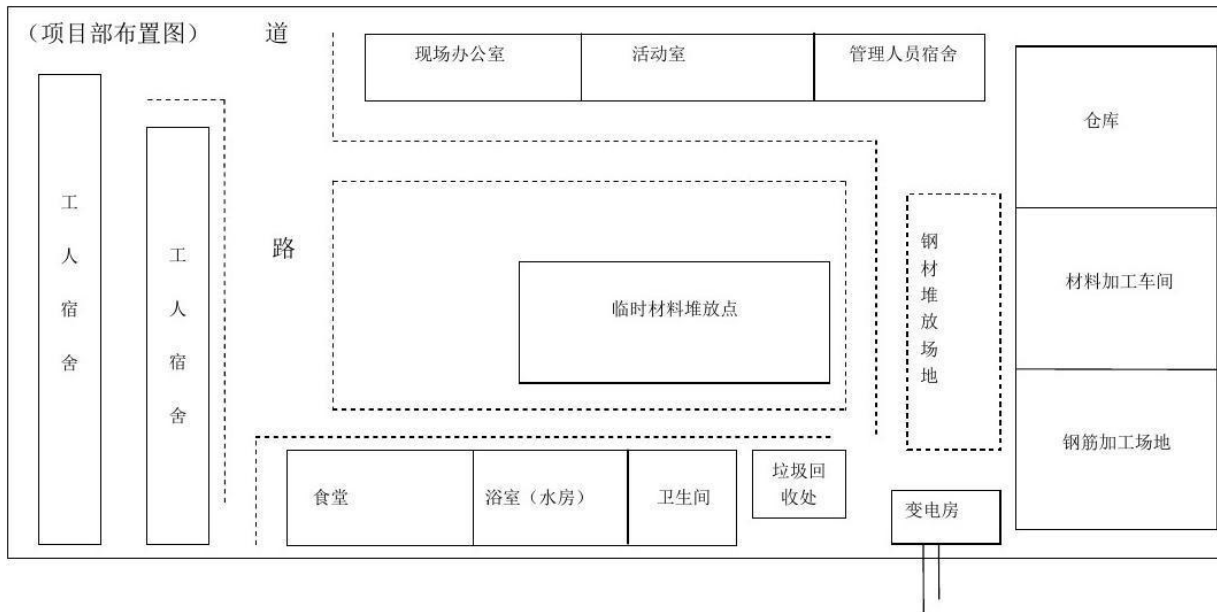 （项目部布置图）
道
现场办公室
活动室
管理人员宿舍
仓库
工人宿舍
工人宿舍
路
临时材料堆放点
钢材堆放场地
材料加工车间
钢筋加工场地
食堂
浴室（水房）
卫生间
垃圾回
收处
变电房